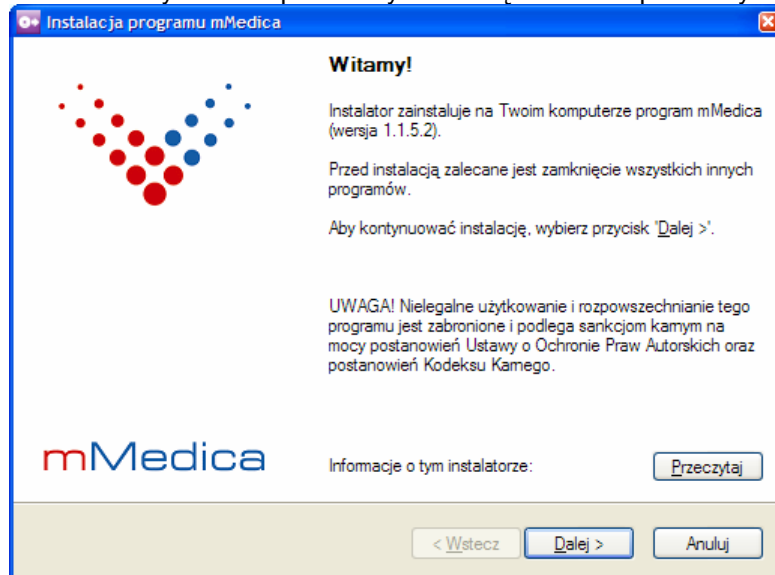 Instalacja programu mMedica
Witamy!
Instalator zainstaluje na Twoim komputerze program mMedica
(wersja 1.1.5.2).
Przed instalacją zalecane jest zamknięcie wszystkich innych
programów.
Aby kontynuować instalację, wybierz przycisk 'Dalej >'.
UWAGA! Nielegalne użytkowanie i rozpowszechnianie tego
programu jest zabronione i podlega sankcjom karnym na
mocy postanowień Ustawy o Ochronie Praw Autorskich oraz
postanowień Kodeksu Karnego.
mMedica
Informacje o tym instalatorze:
Przeczytaj
< Wstecz
Dalej >
Anuluj